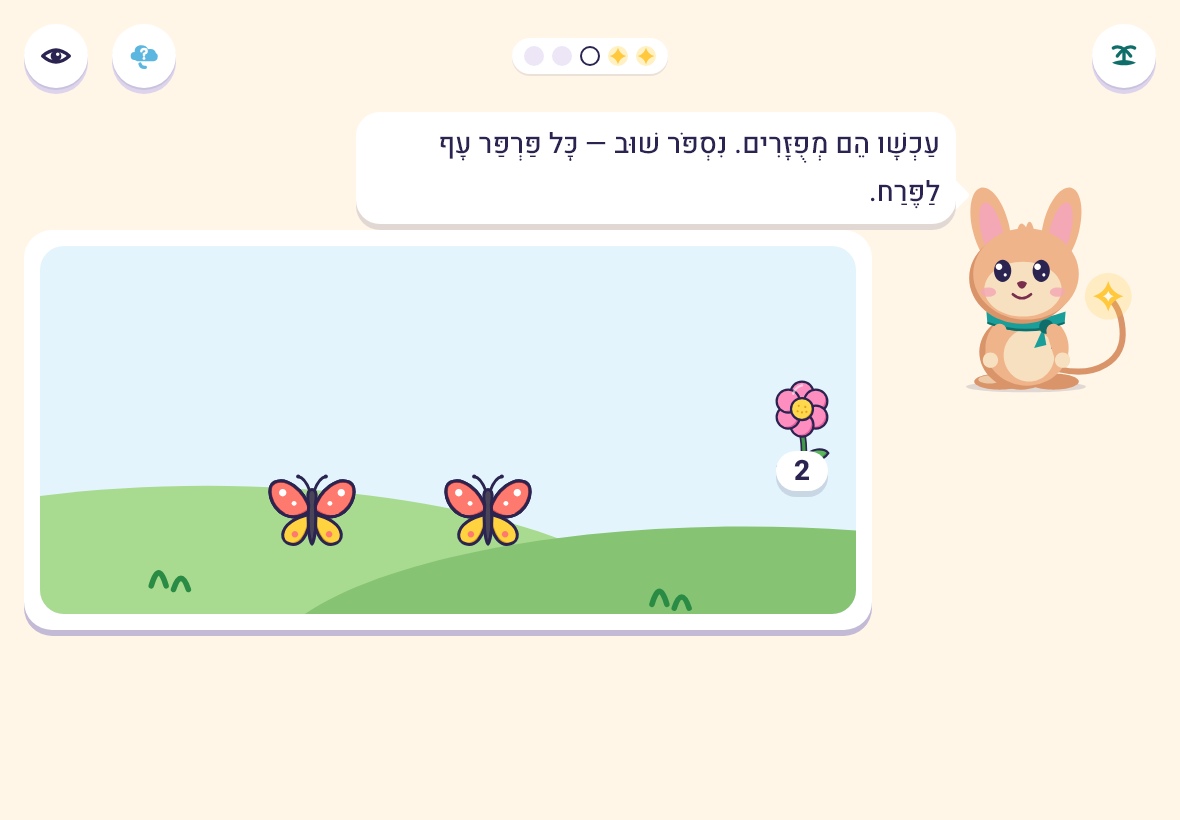 עַכְשָׁו הֵם מְפֻזָּרִים. נִסְפֹּר שׁוּב – כָּל פַּרְפַּר עָף
לַפֶּרַח.
2